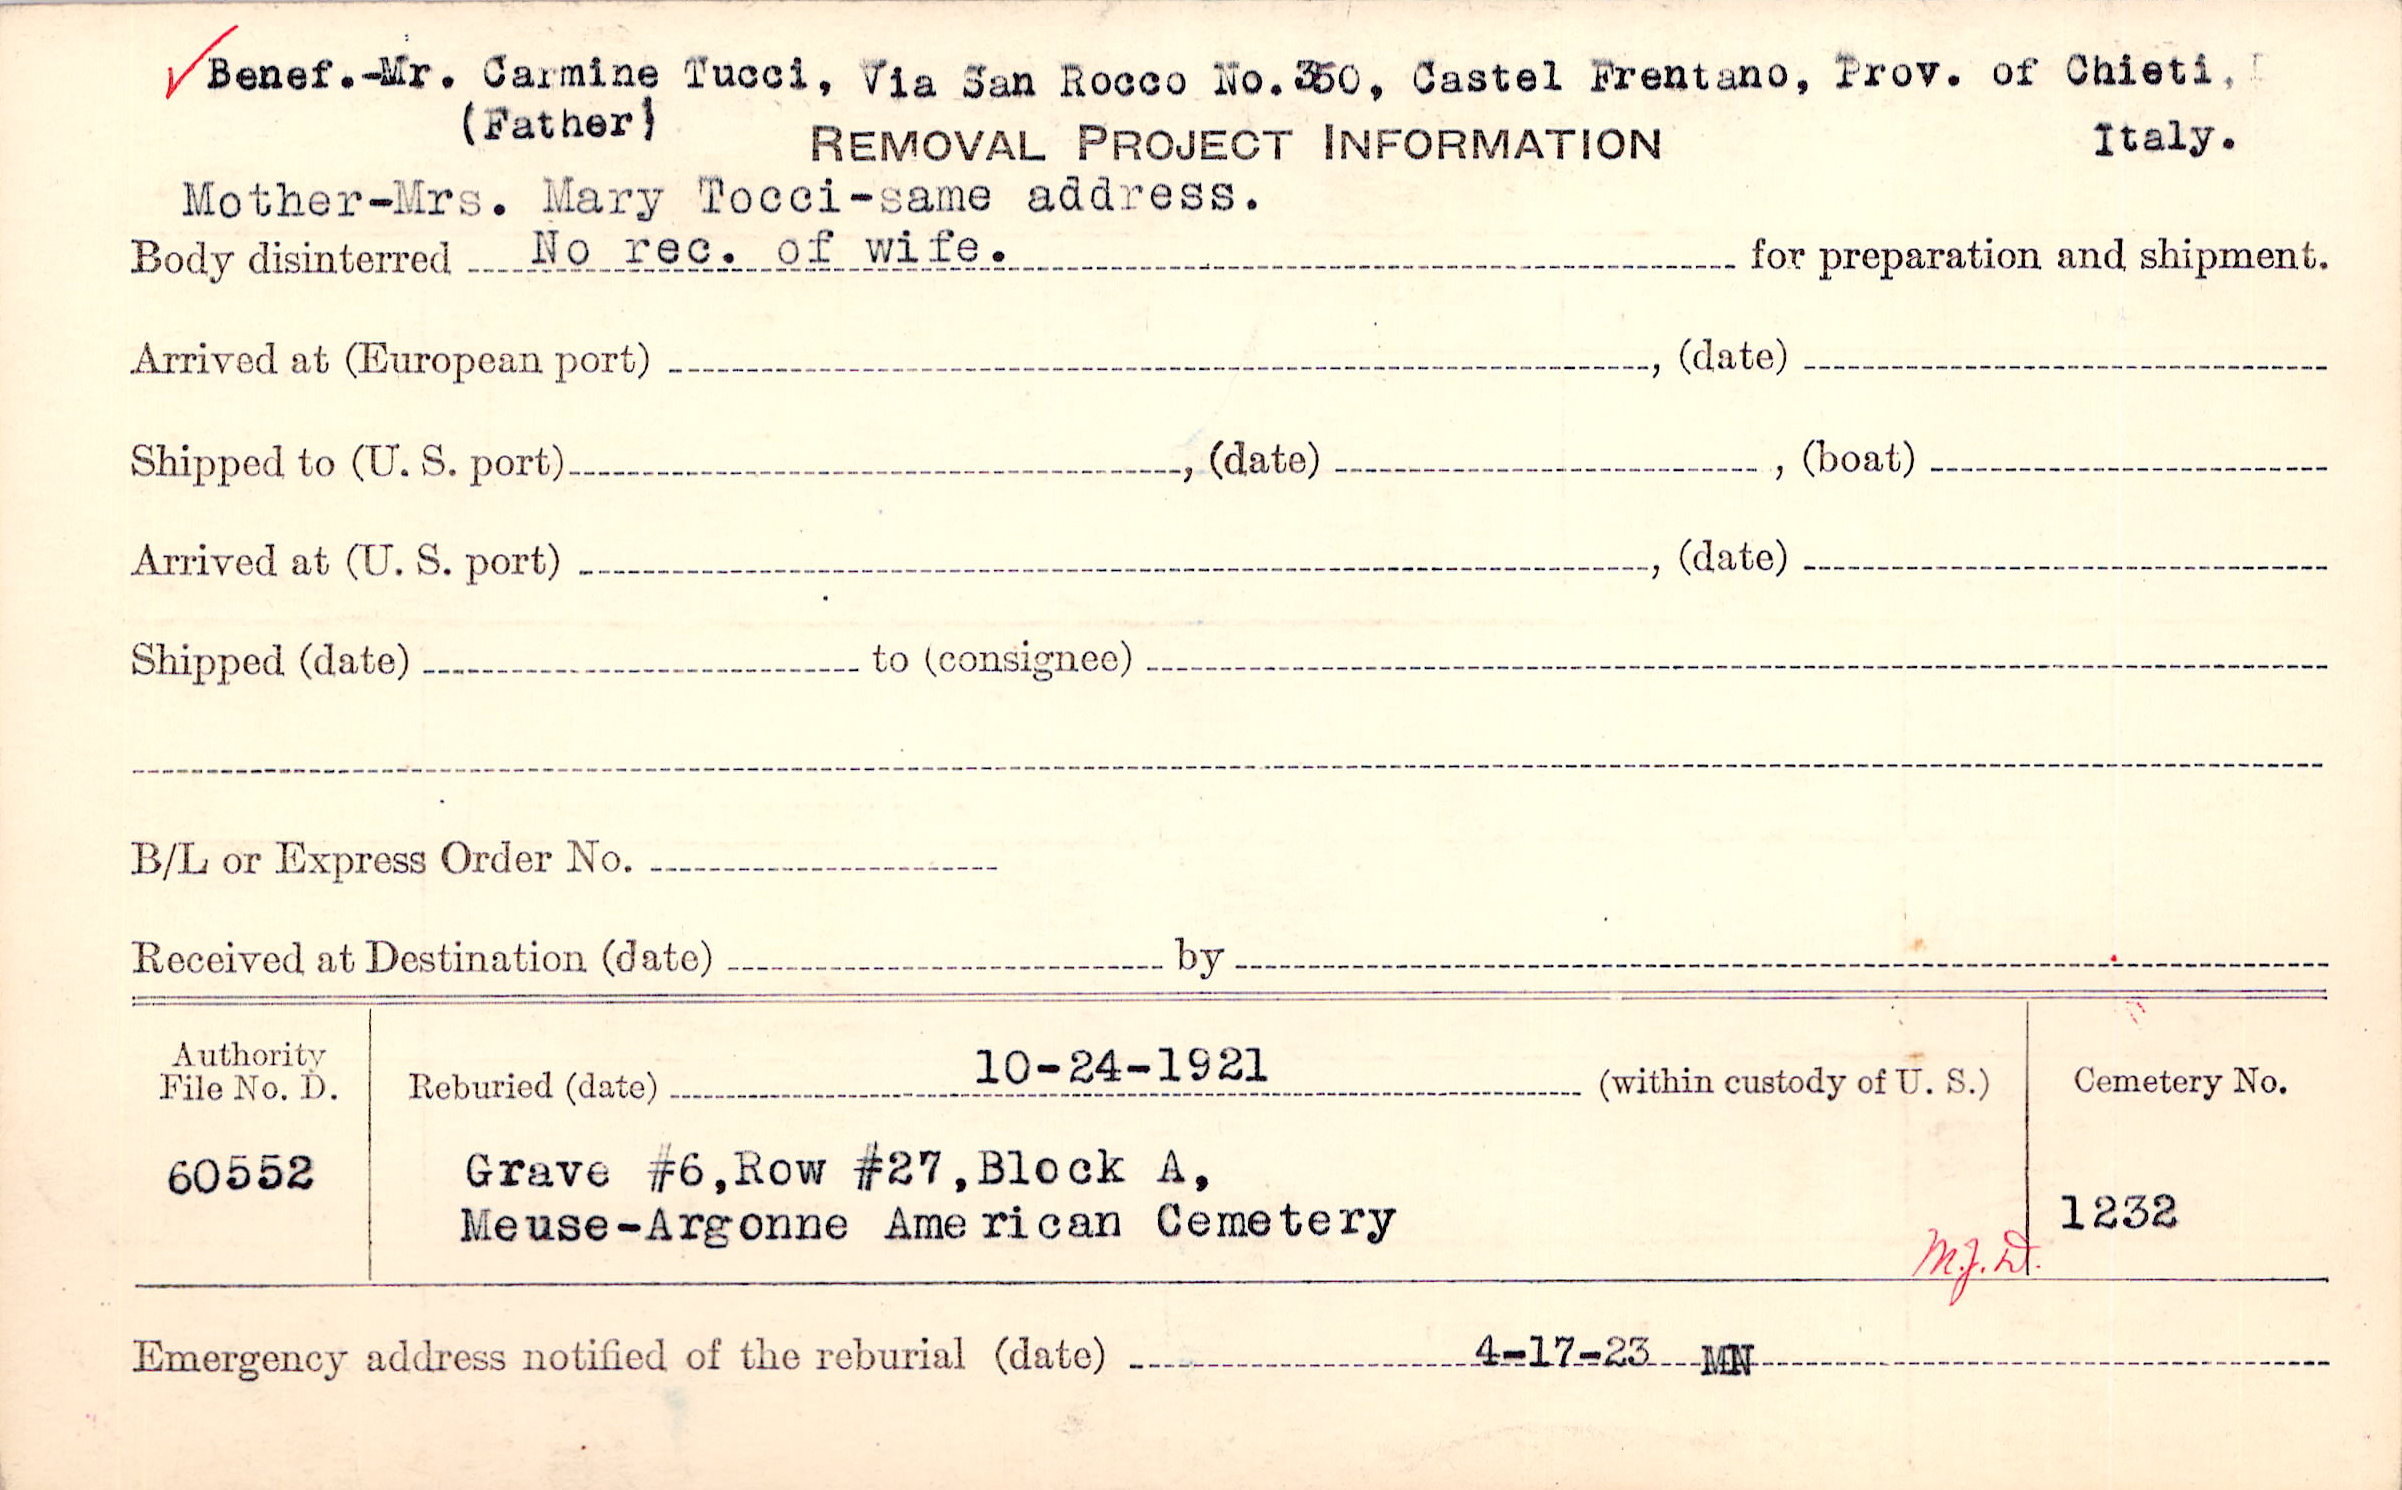 Benef.-Mr. Carmine Tucci, Via San Rocco No. 350, Castel Frentano, Prov. of Chieti,
(Father) Italy.
REMOVAL PROJECT INFORMATION
Mother-Mrs. Mary Tocci-same address.
Body disinterred No rec. of wife. for preparation and shipment.
Arrived at (European port) , (date)
Shipped to (U. S. port) , (date) , (boat)
Arrived at (U. S. port) , (date)
Shipped (date) to (consignee)
B/L or Express Order No.
Received at Destination (date) by
Authority
File No. D.
60552
Reburied (date) 10-24-1921 (within custody of U. S.)
Grave #6,Row #27,Block A,
Meuse-Argonne American Cemetery
M.J.D.
Cemetery No.
1232
Emergency address notified of the reburial (date) 4-17-23 MN